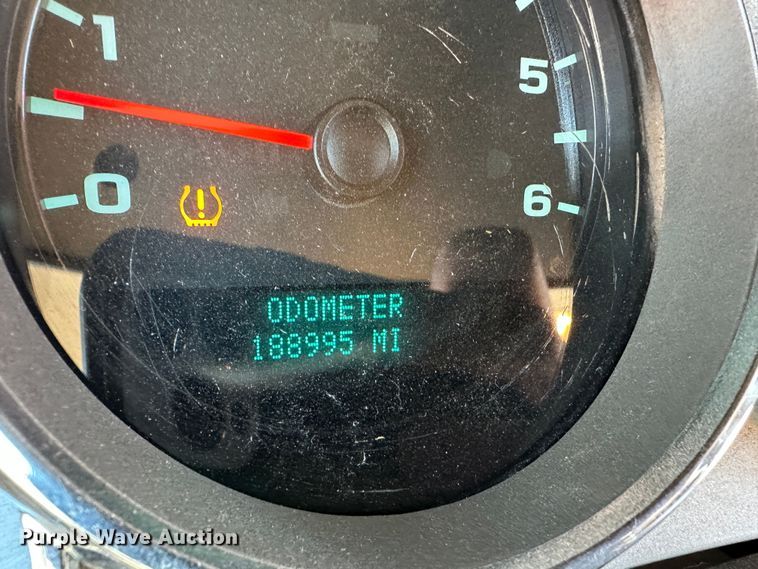 1
5
0
6
ODOMETER
188995 MI
Purple Wave Auction